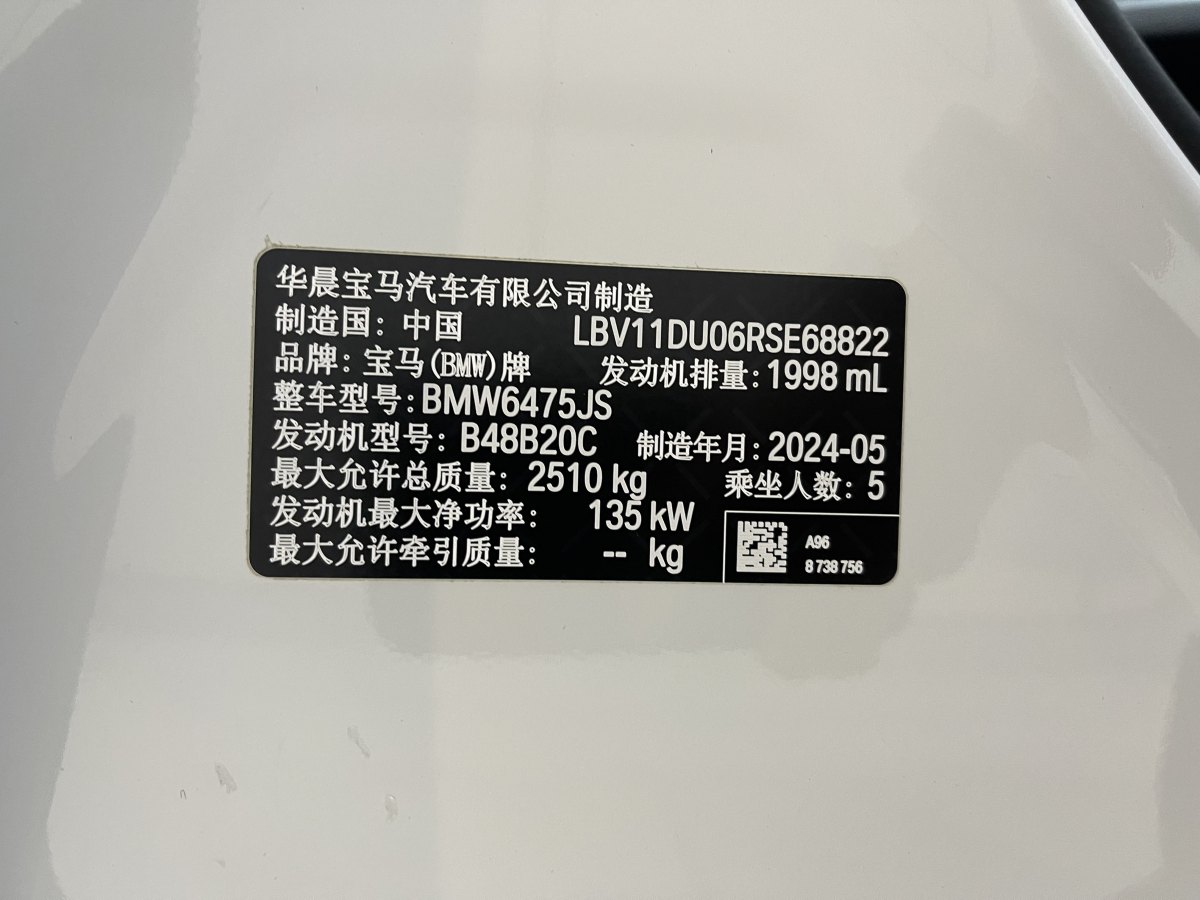 华晨宝马汽车有限公司制造
制造国：中国 LBV11DU06RSE68822
品牌：宝马(BMW)牌 发动机排量：1998 mL
整车型号：BMW6475JS
发动机型号：B48B20C 制造年月：2024-05
最大允许总质量：2510 kg 乘坐人数：5
发动机最大净功率：135 kW
最大允许牵引质量：-- kg
A96
8 738 756